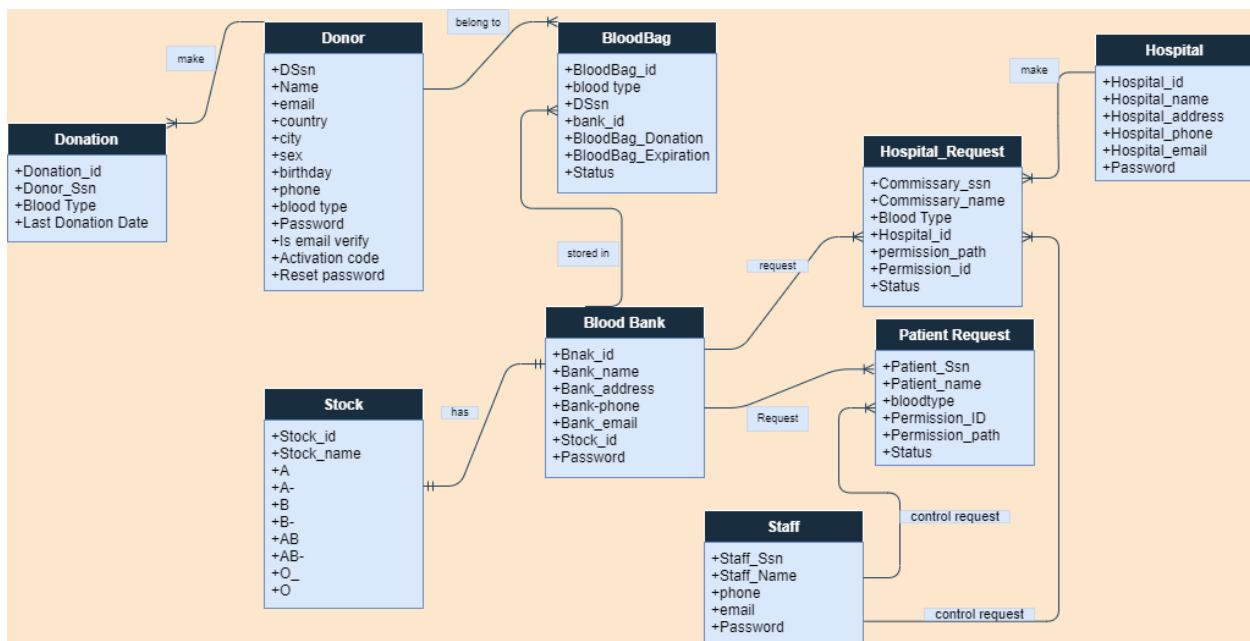 Donor
+DSsn
+Name
+email
+country
+city
+sex
+birthday
+phone
+blood type
+Password
+Is email verify
+Activation code
+Reset password
make
Donation
+Donation_id
+Donor_Ssn
+Blood Type
+Last Donation Date
belong to
BloodBag
+BloodBag_id
+blood type
+DSsn
+bank_id
+BloodBag_Donation
+BloodBag_Expiration
+Status
stored in
Hospital
+Hospital_id
+Hospital_name
+Hospital_address
+Hospital_phone
+Hospital_email
+Password
make
Hospital_Request
+Commissary_ssn
+Commissary_name
+Blood Type
+Hospital_id
+permission_path
+Permission_id
+Status
request
Blood Bank
+Bnak_id
+Bank_name
+Bank_address
+Bank-phone
+Bank_email
+Stock_id
+Password
Request
Patient Request
+Patient_Ssn
+Patient_name
+bloodtype
+Permission_ID
+Permission_path
+Status
has
Stock
+Stock_id
+Stock_name
+A
+A-
+B
+B-
+AB
+AB-
+O_
+O
control request
Staff
+Staff_Ssn
+Staff_Name
+phone
+email
+Password
control request